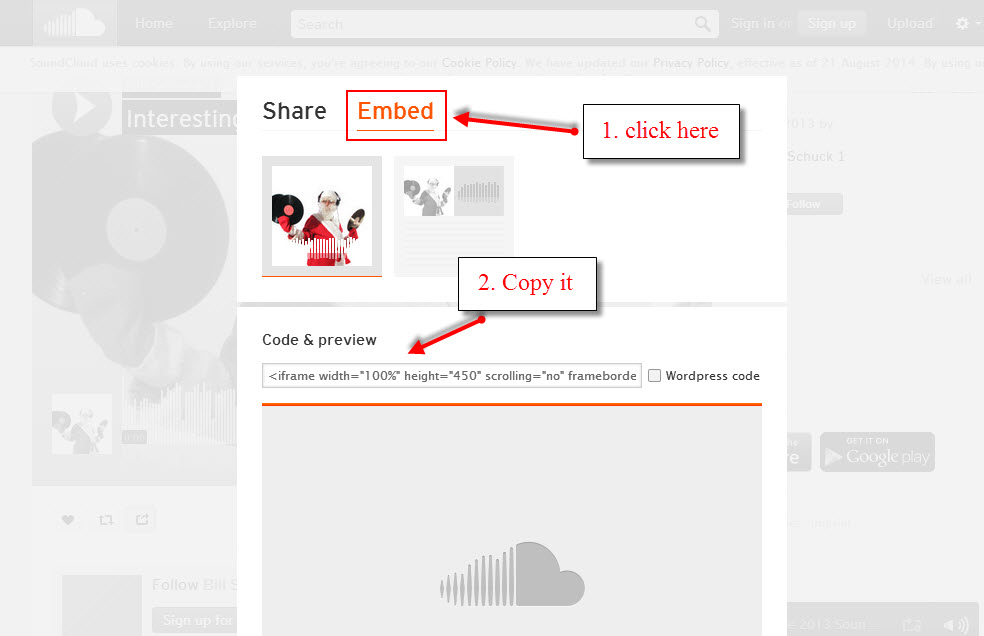 Home
Explore
Search
Sign in or
Sign up
Upload
SoundCloud uses cookies. By using our services, you're agreeing to our Cookie Policy. We have updated our Privacy Policy, effective as of 21 August 2014. By using
Interesting
Share
Embed
1. click here
2013 by
Schuck 1
Follow
2. Copy it
View all
Code & preview
<iframe width="100%" height="450" scrolling="no" frameborde
Wordpress code
0:00
GET IT ON
Google play
Follow Bill S
Sign up for
2013 Soun